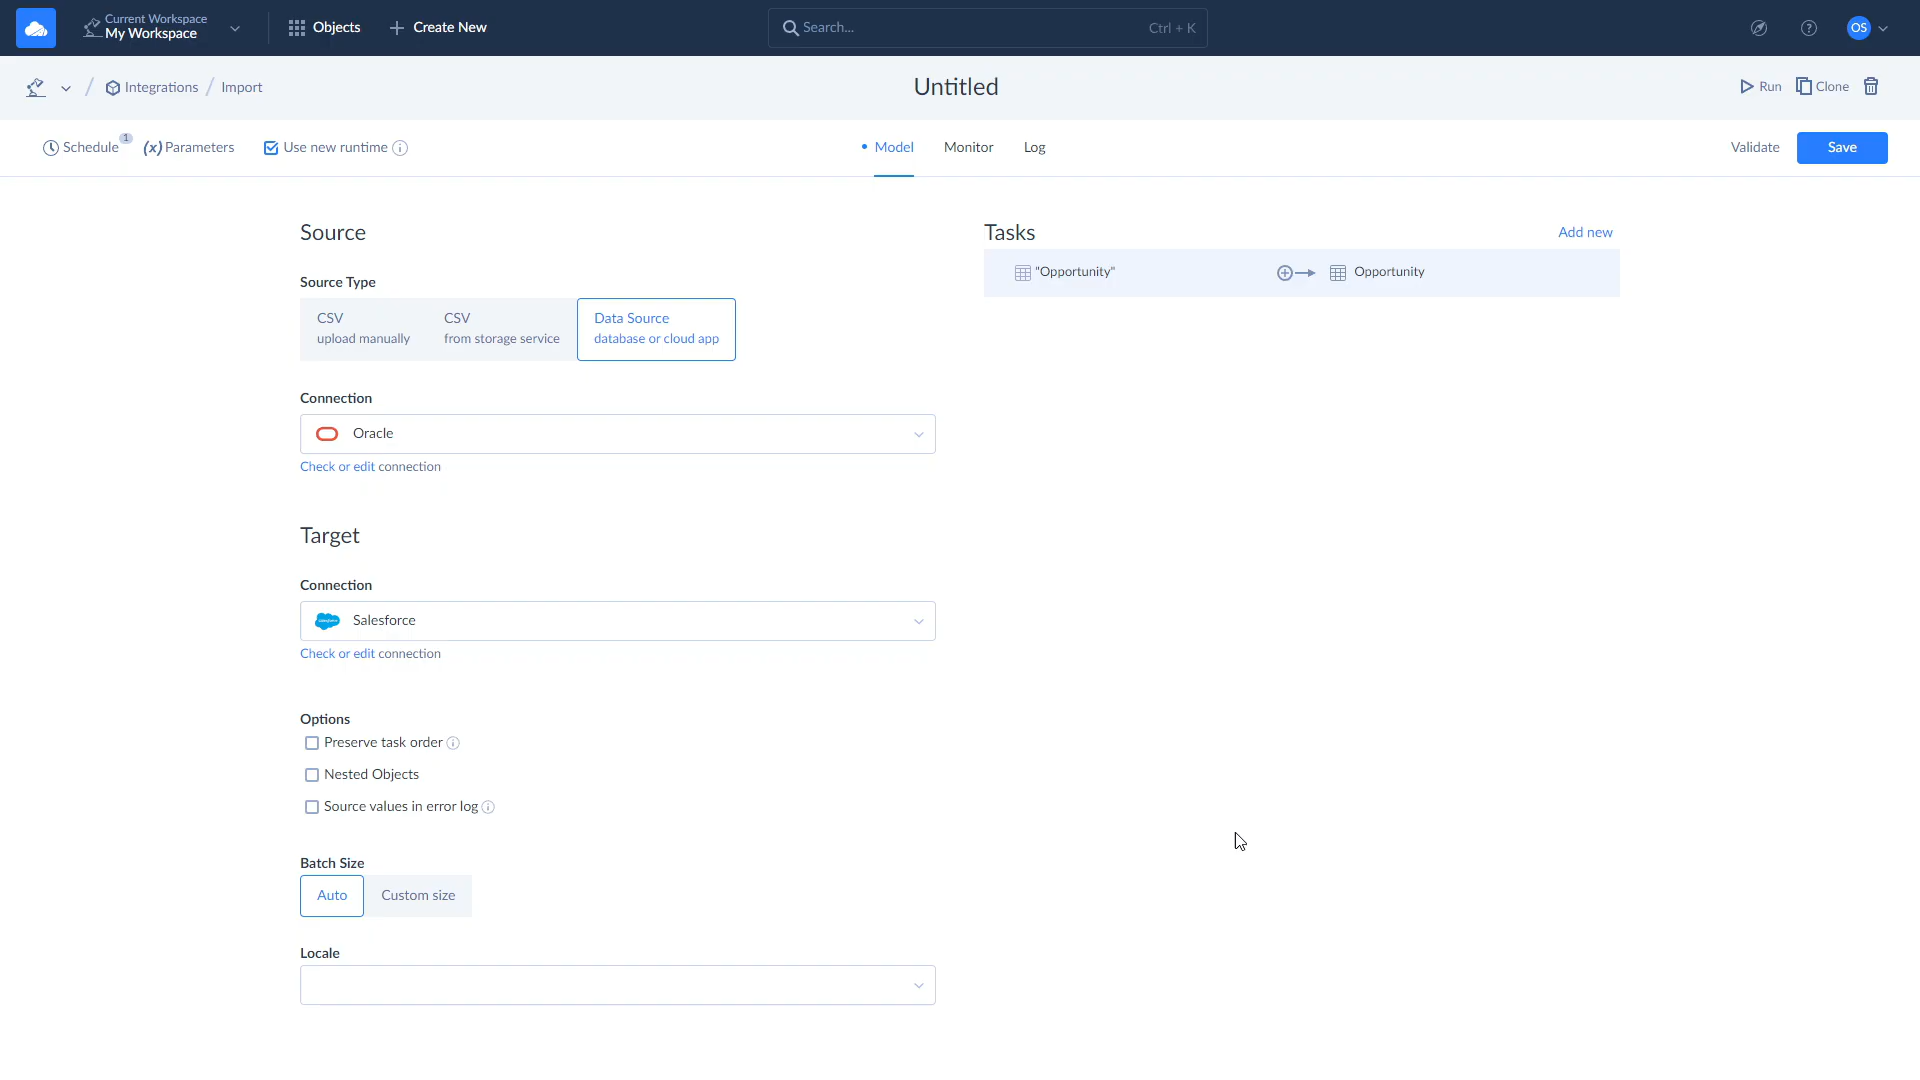 Current Workspace
My Workspace
Objects
Create New
Search...
Ctrl + K
OS
Integrations / Import
Untitled
Run
Clone
Schedule 1
(x) Parameters
Use new runtime
Model
Monitor
Log
Validate
Save
Source
Source Type
CSV
upload manually
CSV
from storage service
Data Source
database or cloud app
Connection
Oracle
Check or edit connection
Target
Connection
Salesforce
Check or edit connection
Options
Preserve task order
Nested Objects
Source values in error log
Batch Size
Auto
Custom size
Locale
Tasks
Add new
"Opportunity"
Opportunity